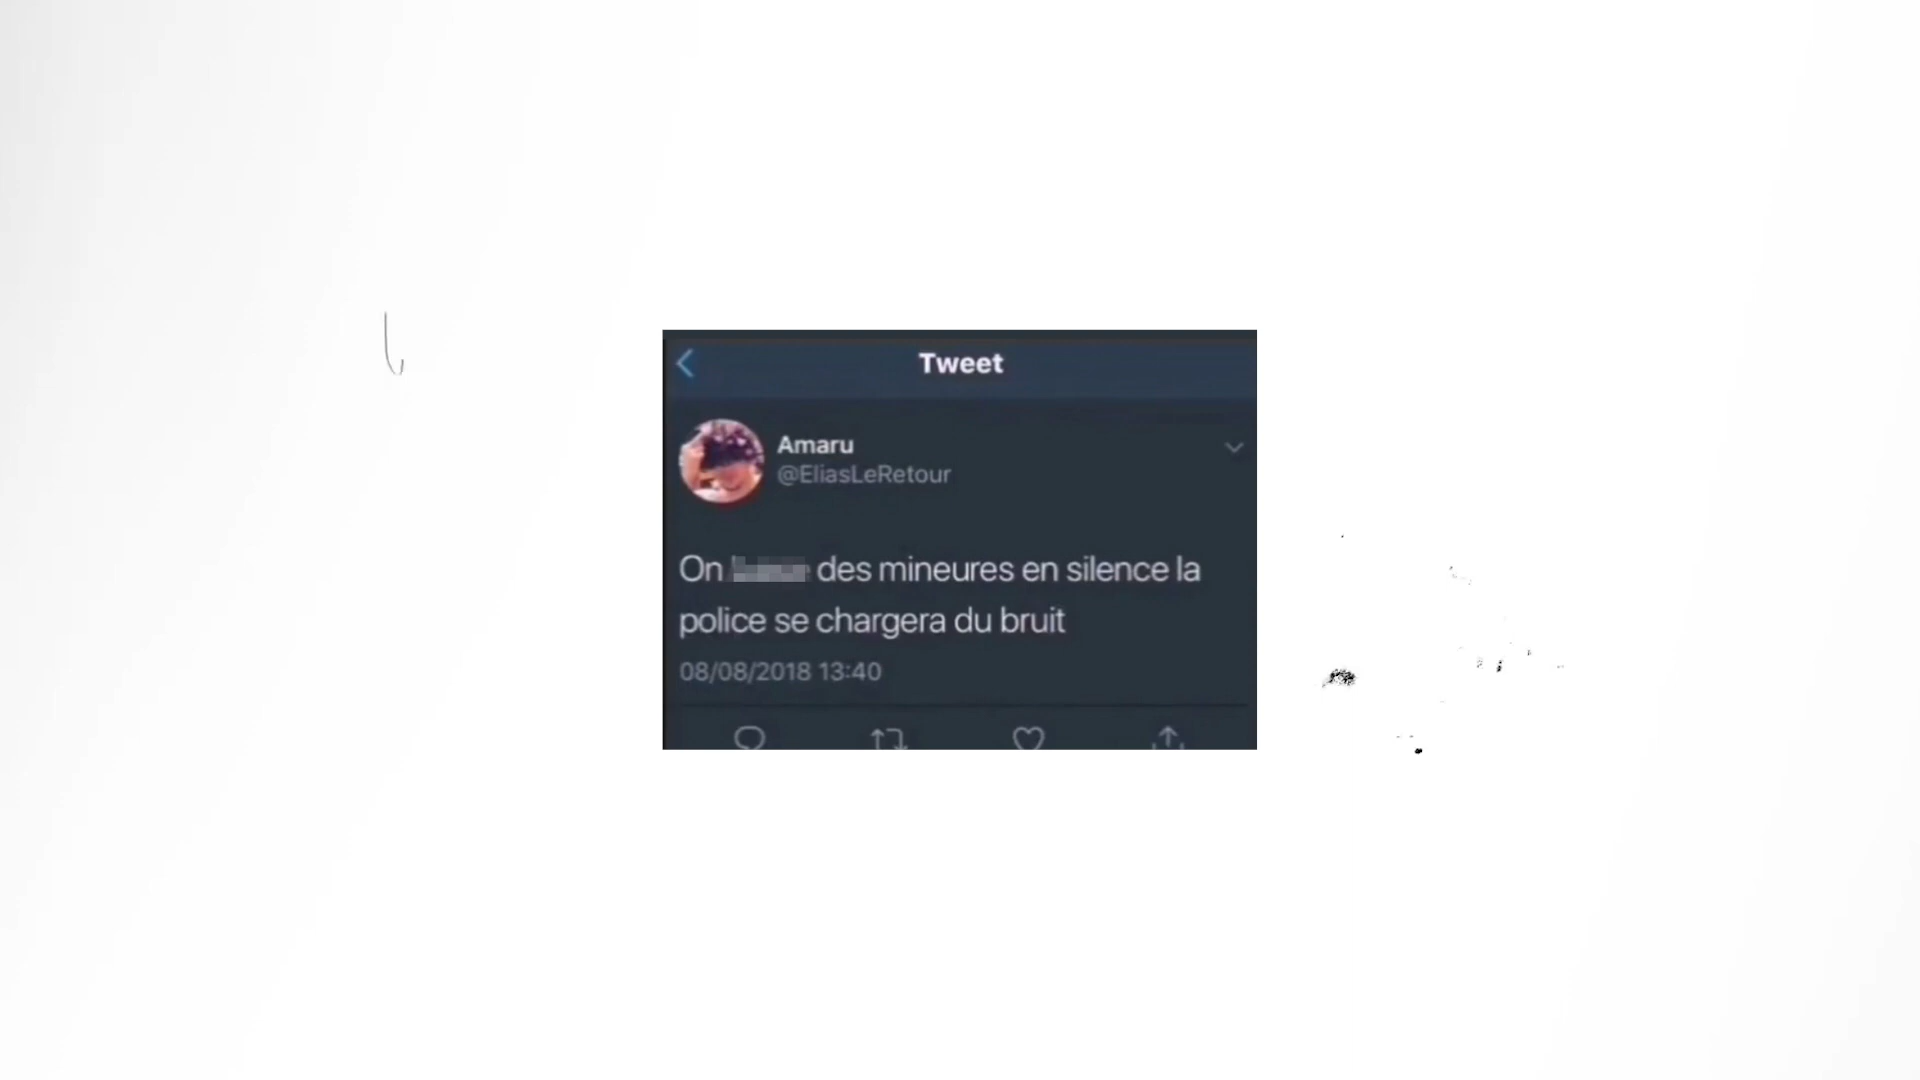 Tweet
Amaru
@EliasLeRetour
On des mineures en silence la
police se chargera du bruit
08/08/2018 13:40